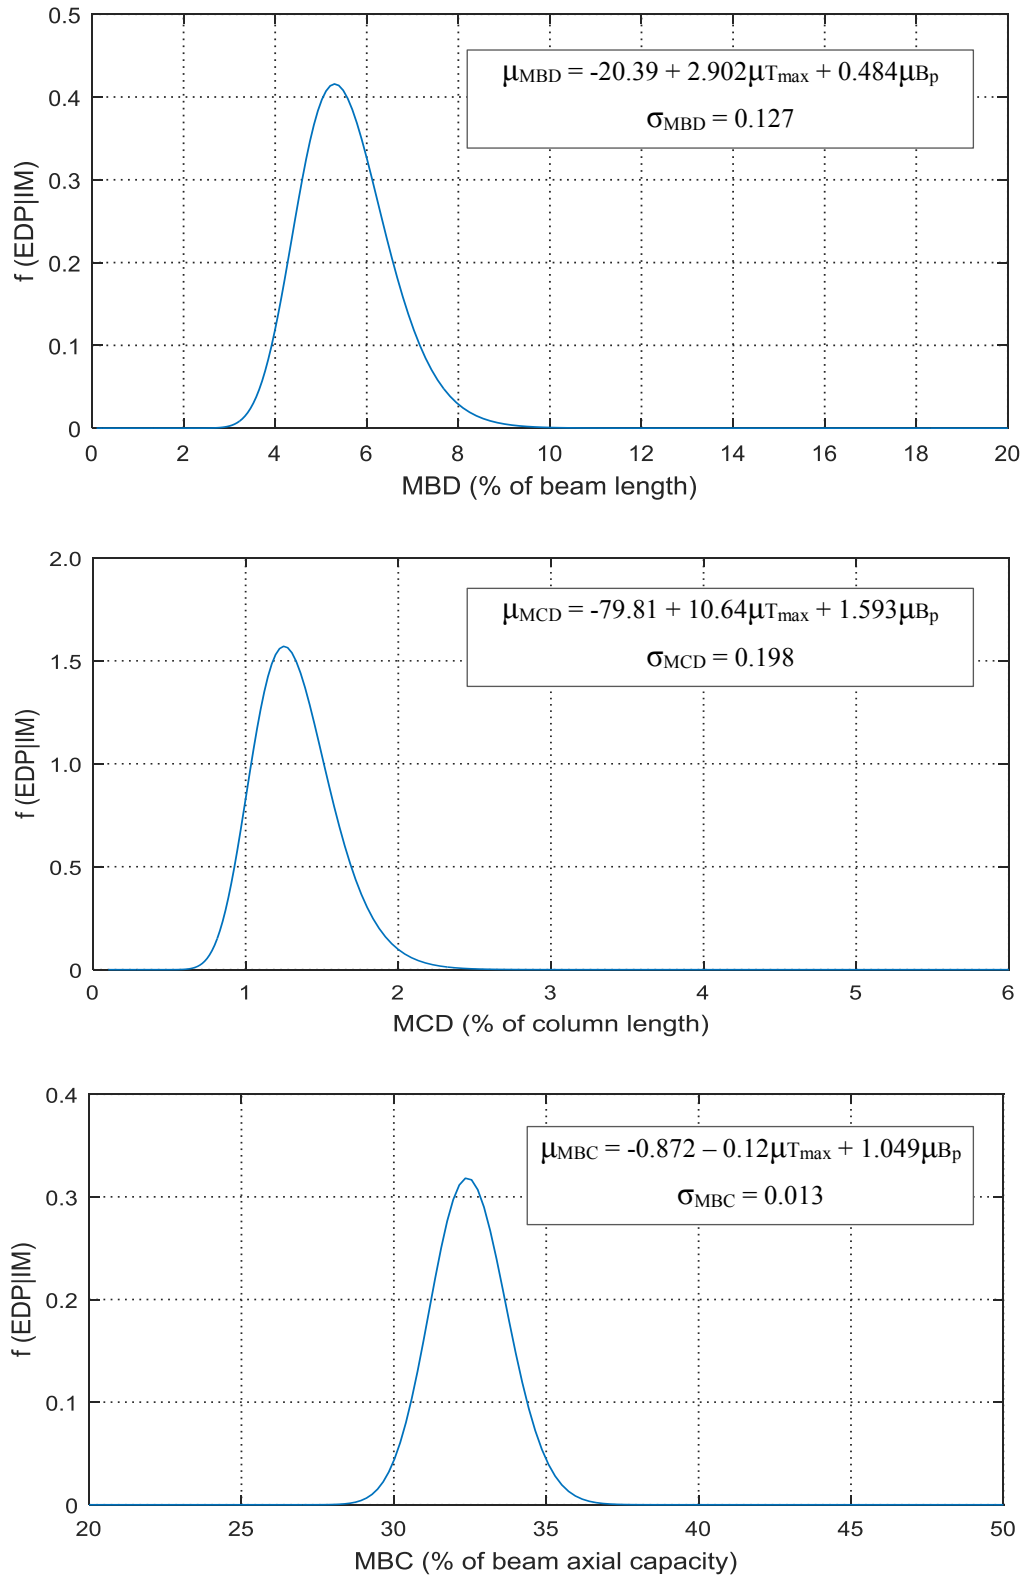 0.5
0.4
0.3
0.2
0.1
0
f (EDP|IM)
μMBD = -20.39 + 2.902μTmax + 0.484μBp
σMBD = 0.127
0 2 4 6 8 10 12 14 16 18 20
MBD (% of beam length)
2.0
1.5
1.0
0.5
0
f (EDP|IM)
μMCD = -79.81 + 10.64μTmax + 1.593μBp
σMCD = 0.198
0 1 2 3 4 5 6
MCD (% of column length)
0.4
0.3
0.2
0.1
0
f (EDP|IM)
μMBC = -0.872 – 0.12μTmax + 1.049μBp
σMBC = 0.013
20 25 30 35 40 45 50
MBC (% of beam axial capacity)